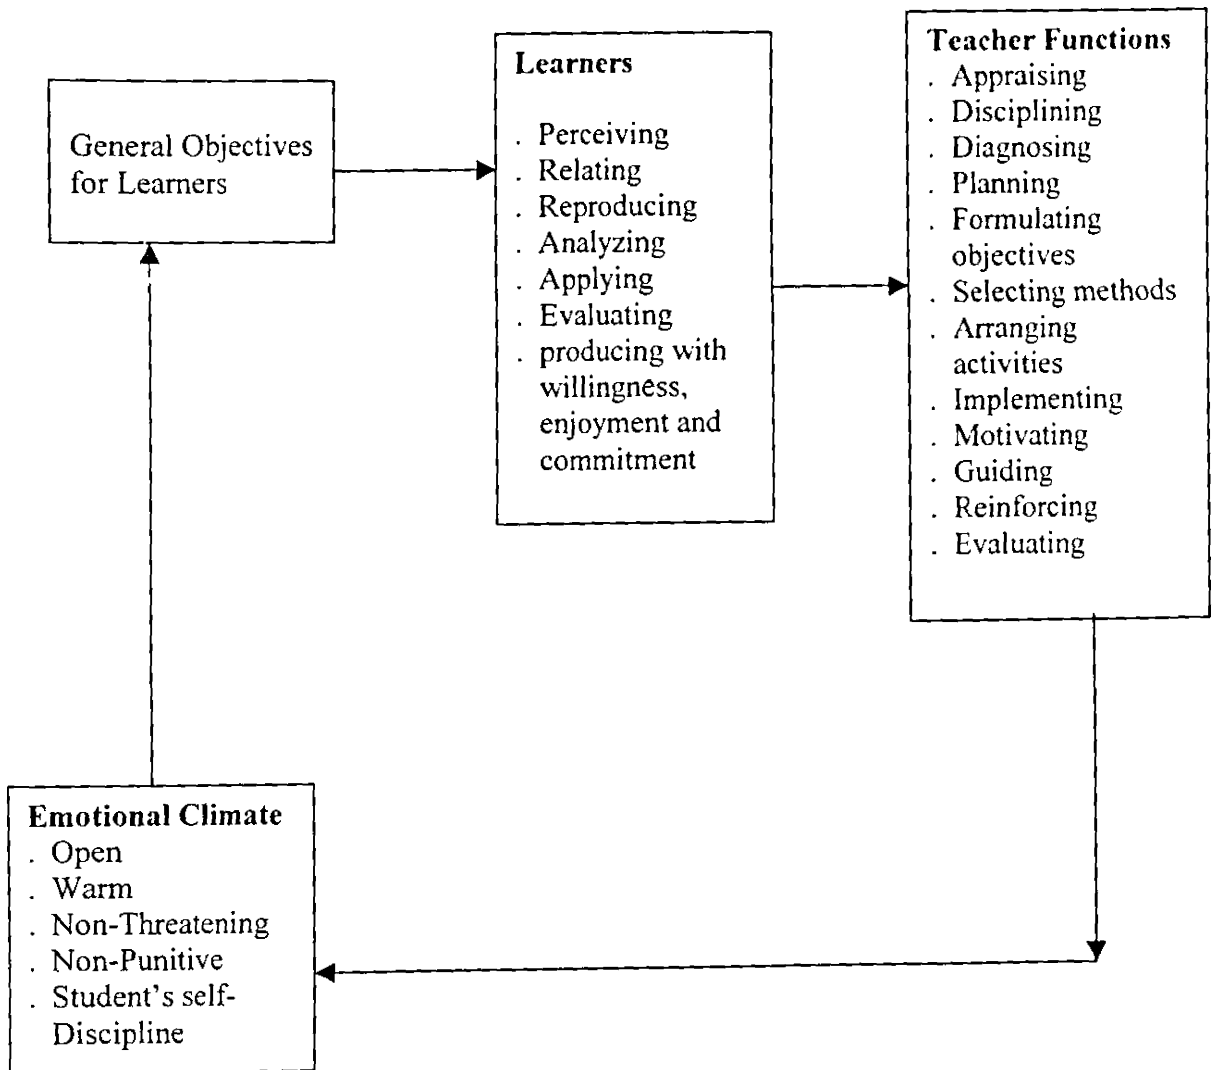 General Objectives
for Learners
Learners
. Perceiving
. Relating
. Reproducing
. Analyzing
. Applying
. Evaluating
. producing with
willingness,
enjoyment and
commitment
Teacher Functions
. Appraising
. Disciplining
. Diagnosing
. Planning
. Formulating
objectives
. Selecting methods
. Arranging
activities
. Implementing
. Motivating
. Guiding
. Reinforcing
. Evaluating
Emotional Climate
. Open
. Warm
. Non-Threatening
. Non-Punitive
. Student's self-
Discipline